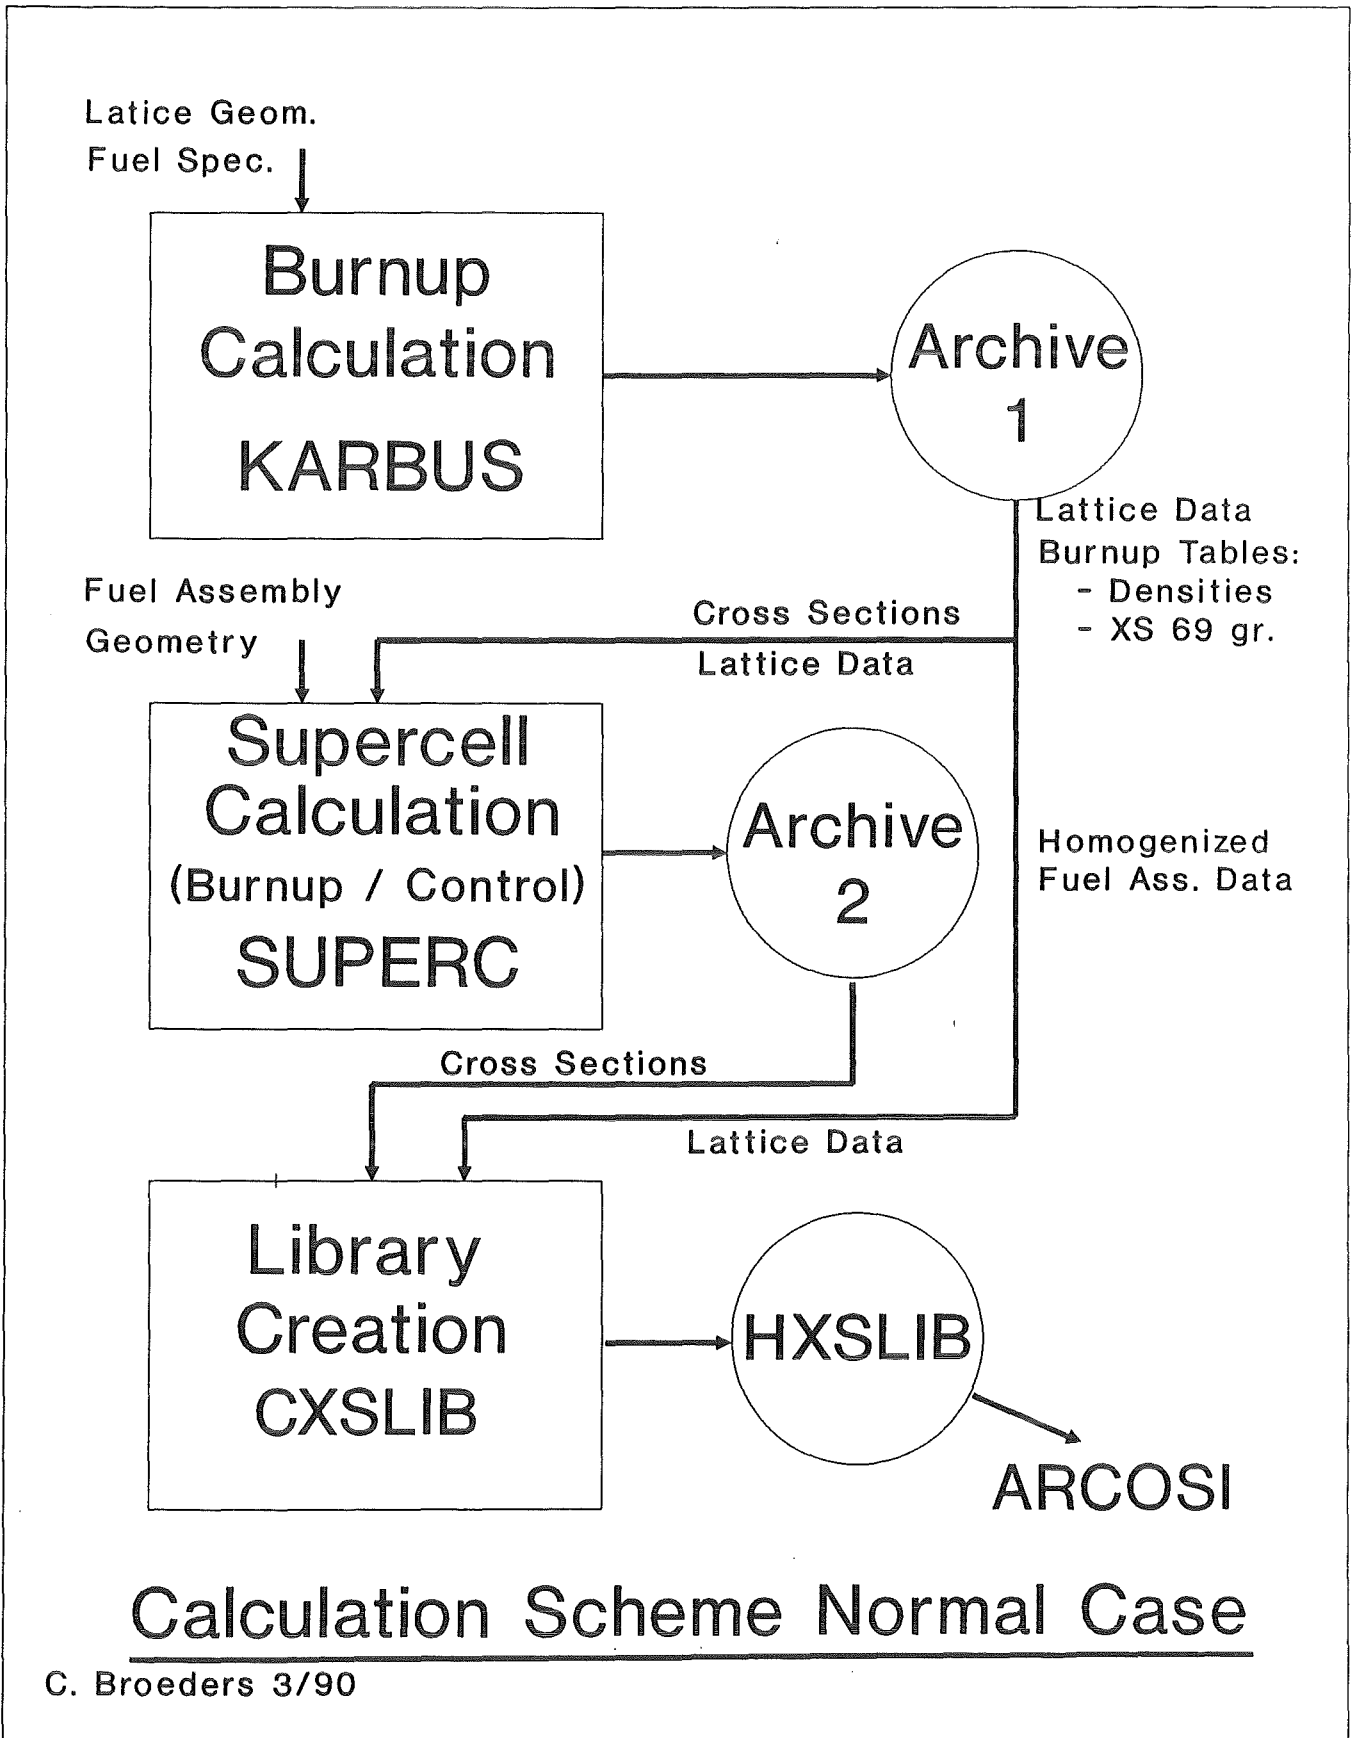 Latice Geom.
Fuel Spec.
Burnup
Calculation
KARBUS
Archive
1
Lattice Data
Burnup Tables:
- Densities
- XS 69 gr.
Fuel Assembly
Geometry
Cross Sections
Lattice Data
Supercell
Calculation
(Burnup / Control)
SUPERC
Archive
2
Homogenized
Fuel Ass. Data
Cross Sections
Lattice Data
Library
Creation
CXSLIB
HXSLIB
ARCOSI
Calculation Scheme Normal Case
C. Broeders 3/90